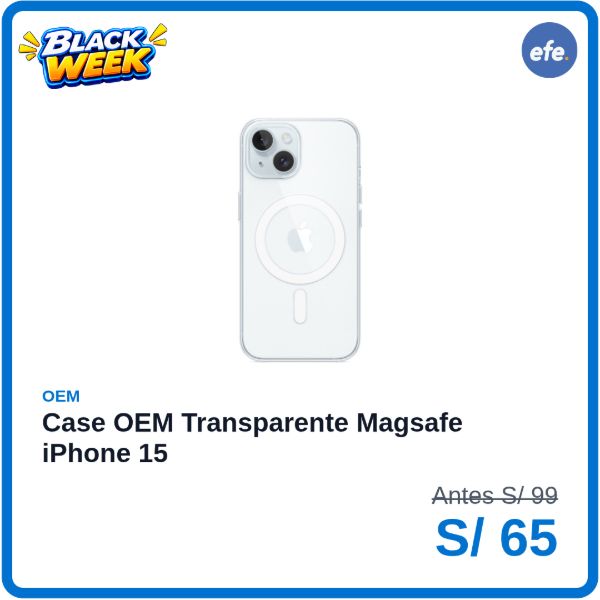 BLACK
WEEK
efe.
OEM
Case OEM Transparente Magsafe
iPhone 15
Antes S/ 99
S/ 65